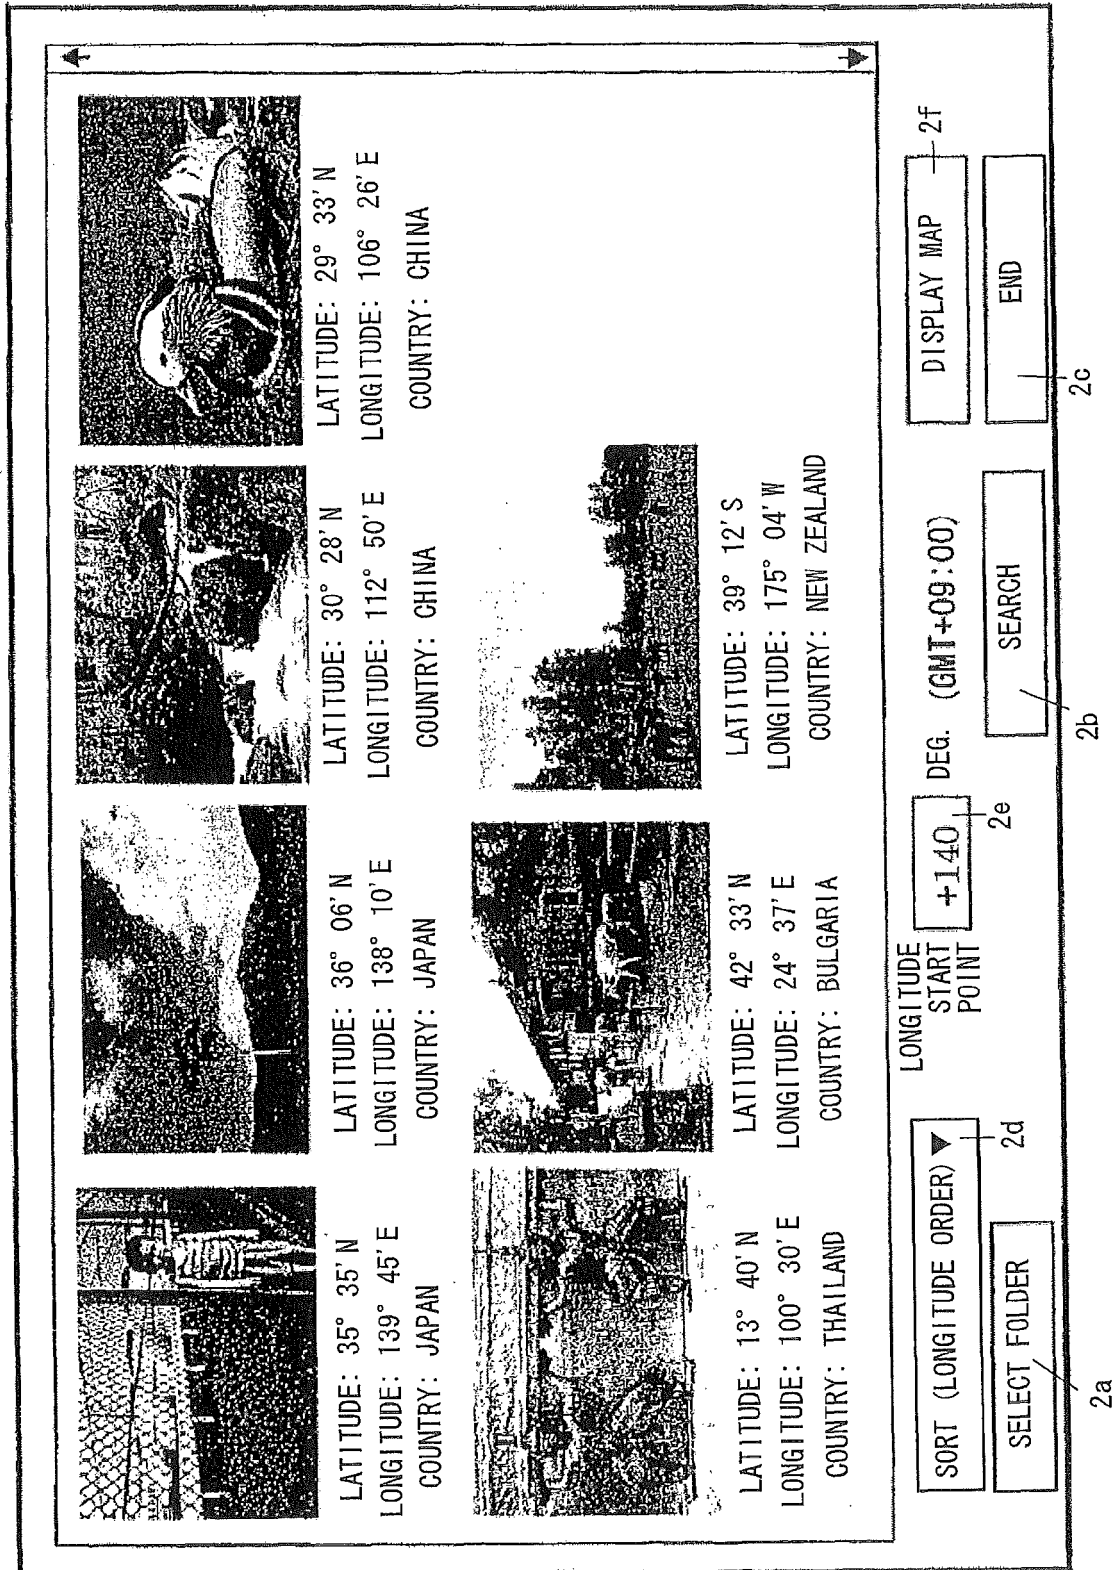 LATITUDE: 35° 35' N
LONGITUDE: 139° 45' E
COUNTRY: JAPAN
LATITUDE: 36° 06' N
LONGITUDE: 138° 10' E
COUNTRY: JAPAN
LATITUDE: 30° 28' N
LONGITUDE: 112° 50' E
COUNTRY: CHINA
LATITUDE: 29° 33' N
LONGITUDE: 106° 26' E
COUNTRY: CHINA
LATITUDE: 13° 40' N
LONGITUDE: 100° 30' E
COUNTRY: THAILAND
LATITUDE: 42° 33' N
LONGITUDE: 24° 37' E
COUNTRY: BULGARIA
LATITUDE: 39° 12' S
LONGITUDE: 175° 04' W
COUNTRY: NEW ZEALAND
SORT (LONGITUDE ORDER) ▼
2d
LONGITUDE
START
POINT
+140 DEG. (GMT+09:00)
2e
DISPLAY MAP
2f
SELECT FOLDER
2a
SEARCH
2b
END
2c